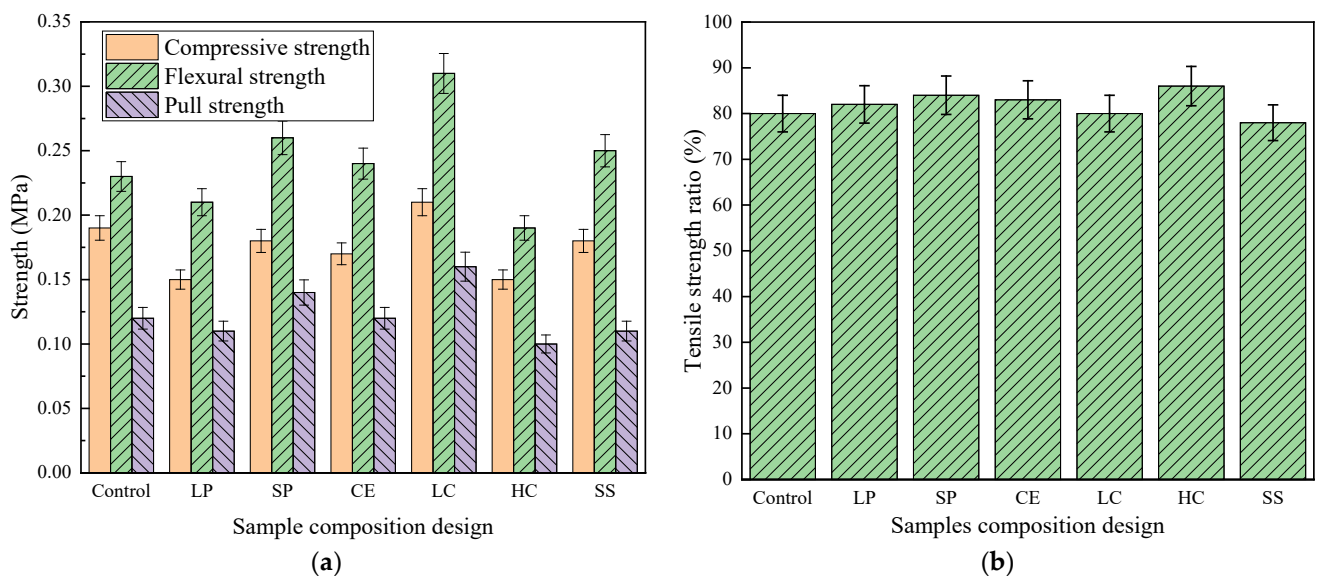 0.35
0.30
0.25
0.20
0.15
0.10
0.05
0.00
Strength (MPa)
Compressive strength
Flexural strength
Pull strength
Control LP SP CE LC HC SS
Sample composition design
(a)
100
90
80
70
60
50
40
30
20
10
0
Tensile strength ratio (%)
Control LP SP CE LC HC SS
Samples composition design
(b)